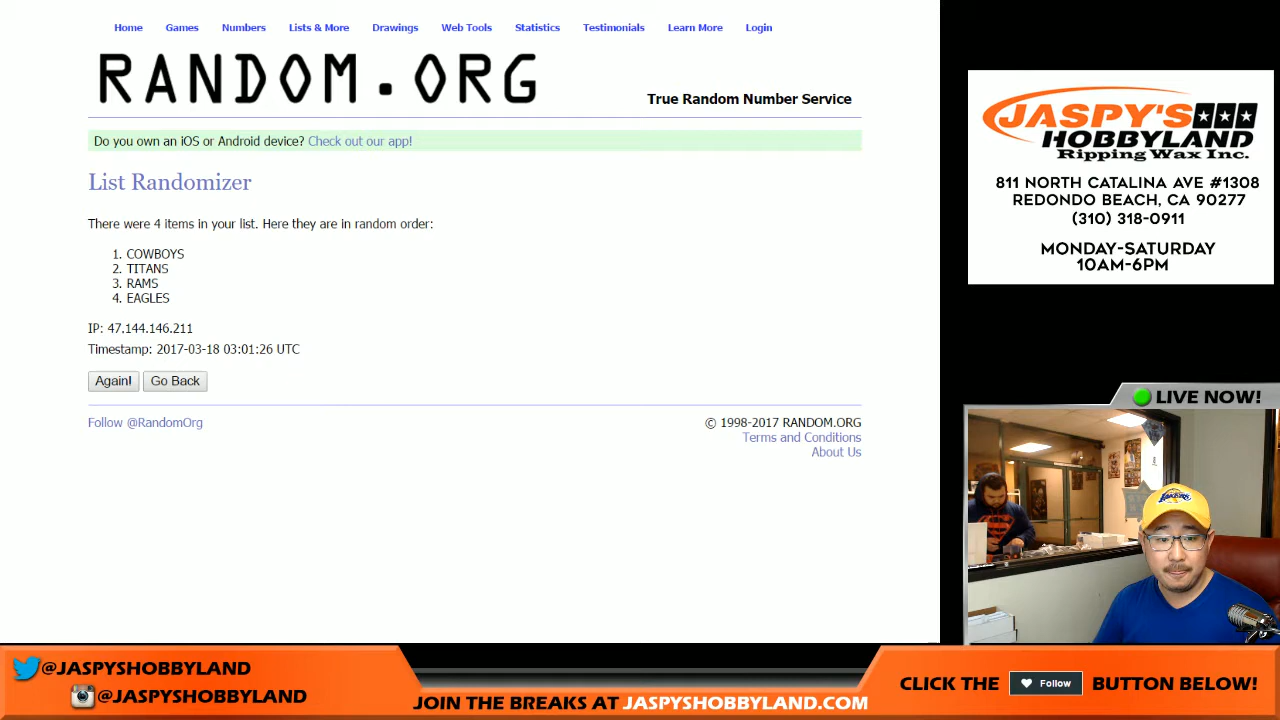 Home Games Numbers Lists & More Drawings Web Tools Statistics Testimonials Learn More Login
RANDOM.ORG
True Random Number Service
Do you own an iOS or Android device? Check out our app!
List Randomizer
There were 4 items in your list. Here they are in random order:
1. COWBOYS
2. TITANS
3. RAMS
4. EAGLES
IP: 47.144.146.211
Timestamp: 2017-03-18 03:01:26 UTC
Again! Go Back
Follow @RandomOrg
© 1998-2017 RANDOM.ORG
Terms and Conditions
About Us
JASPY'S
HOBBYLAND
Ripping Wax Inc.
811 NORTH CATALINA AVE #1308
REDONDO BEACH, CA 90277
(310) 318-0911
MONDAY-SATURDAY
10AM-6PM
LIVE NOW!
LAKERS
@JASPYSHOBBYLAND
@JASPYSHOBBYLAND
JOIN THE BREAKS AT JASPYSHOBBYLAND.COM
CLICK THE Follow BUTTON BELOW!